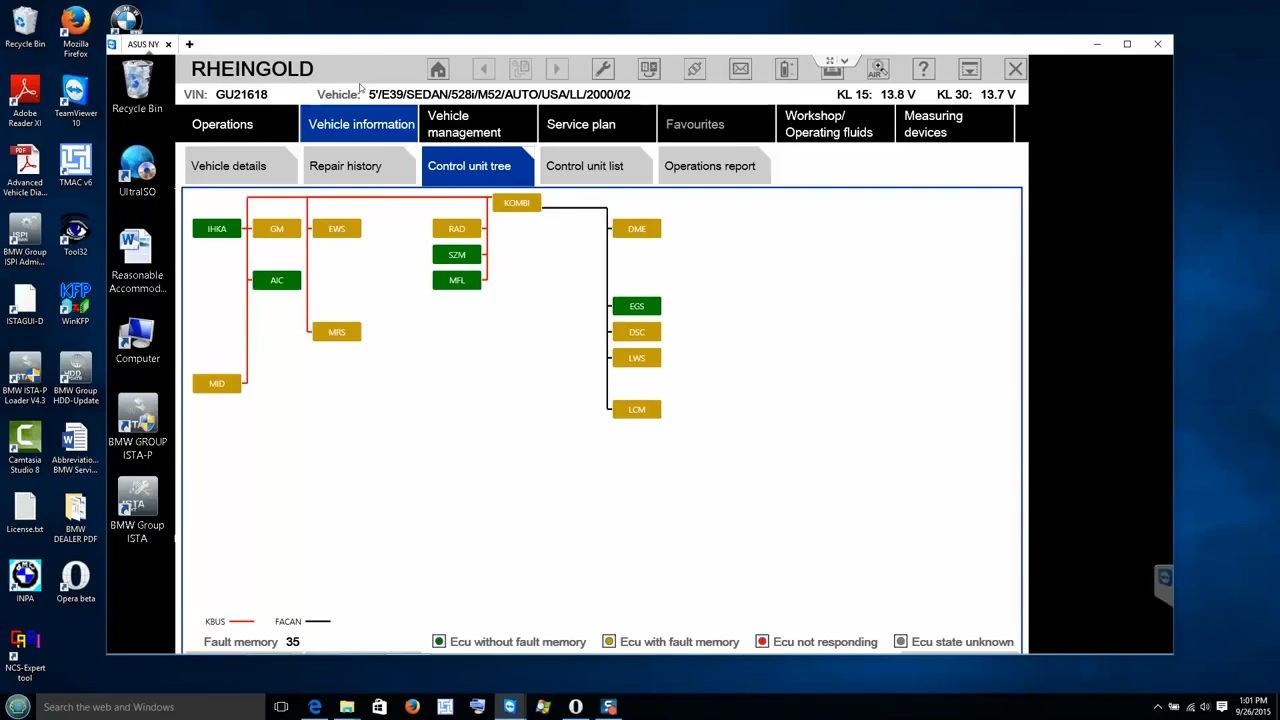 Recycle Bin
Mozilla
Firefox
ASUS NY
RHEINGOLD
AIR
VIN: GU21618
Vehicle: 5'/E39/SEDAN/528i/M52/AUTO/USA/LL/2000/02
KL 15: 13.8 V
KL 30: 13.7 V
Operations
Vehicle information
Vehicle
management
Service plan
Favourites
Workshop/
Operating fluids
Measuring
devices
Vehicle details
Repair history
Control unit tree
Control unit list
Operations report
KOMBI
IHKA
GM
EWS
RAD
DME
SZM
AIC
MFL
EGS
MRS
DSC
LWS
MID
LCM
KBUS
FACAN
Fault memory 35
Ecu without fault memory
Ecu with fault memory
Ecu not responding
Ecu state unknown
Adobe
Reader XI
TeamViewer
10
Recycle Bin
PDF
Advanced
Vehicle Dia...
TMAC v6
UltraISO
ISPI
BMW Group
ISPI Admi...
Tool32
Reasonable
Accommod...
ISTAGUI-D
KFP
WinKFP
Computer
BMW ISTA-P
Loader V4.3
BMW Group
HDD-Update
BMW GROUP
ISTA-P
Camtasia
Studio 8
Abbreviatio...
BMW Servi...
ISTA
BMW Group
ISTA
License.txt
BMW
DEALER PDF
INPA
Opera beta
NCS-Expert
tool
Search the web and Windows
1:01 PM
9/26/2015